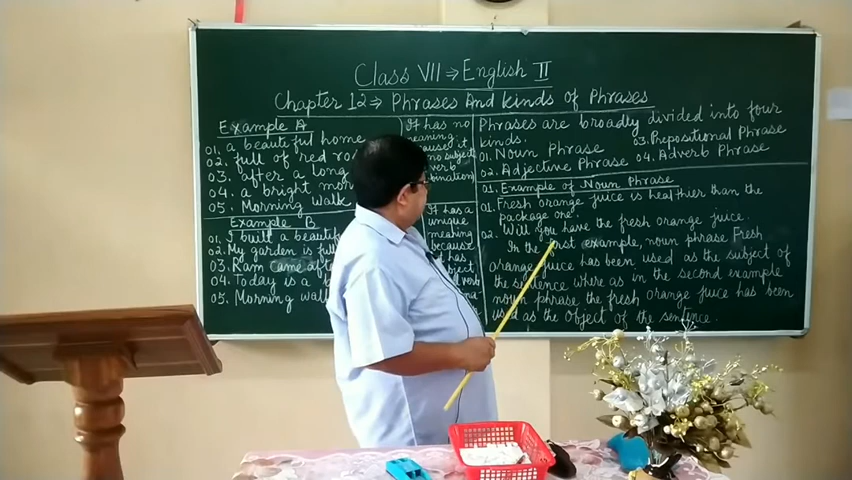 Class VII ⇒ English II
Chapter 12 ⇒ Phrases And kinds of Phrases
Example A
01. a beautiful home
02. full of red ro
03. after a long
04. a bright mor
05. Morning walk
Example B
01. I built a beautif
02. My garden is full
03. Ram came aft
04. Today is a b
05. Morning wal
It has no
meaning
caused it
no subject
verb
bination)
It has a
unique
meaning
because
has
bject
verb
Phrases are broadly divided into four
kinds.
01. Noun Phrase
02. Adjective Phrase
03. Prepositional Phrase
04. Adverb Phrase
01. Example of Noun Phrase
01. Fresh orange juice is healthier than the
package one.
02. Will you have the fresh orange juice.
In the first example, noun phrase Fresh
orange juice has been used as the subject of
the sentence where as in the second example
noun phrase the fresh orange juice has been
used as the object of the sentence.